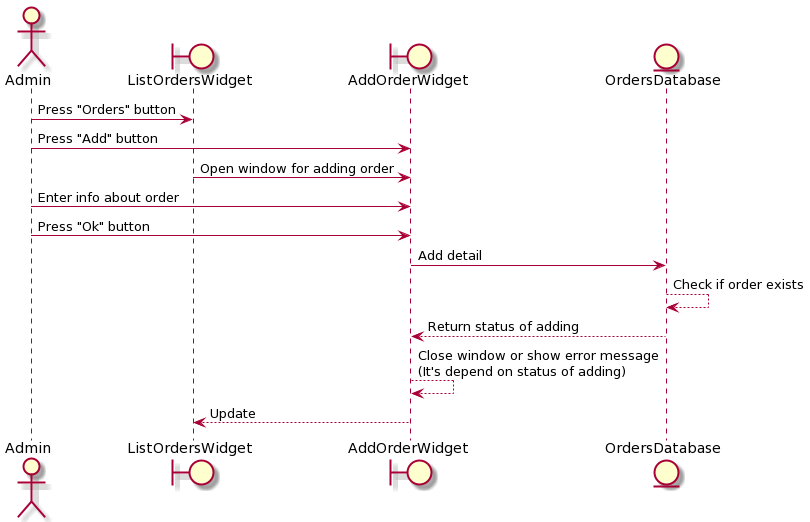 Admin
ListOrdersWidget
AddOrderWidget
OrdersDatabase
Press "Orders" button
Press "Add" button
Open window for adding order
Enter info about order
Press "Ok" button
Add detail
Check if order exists
Return status of adding
Close window or show error message
(It's depend on status of adding)
Update
Admin
ListOrdersWidget
AddOrderWidget
OrdersDatabase